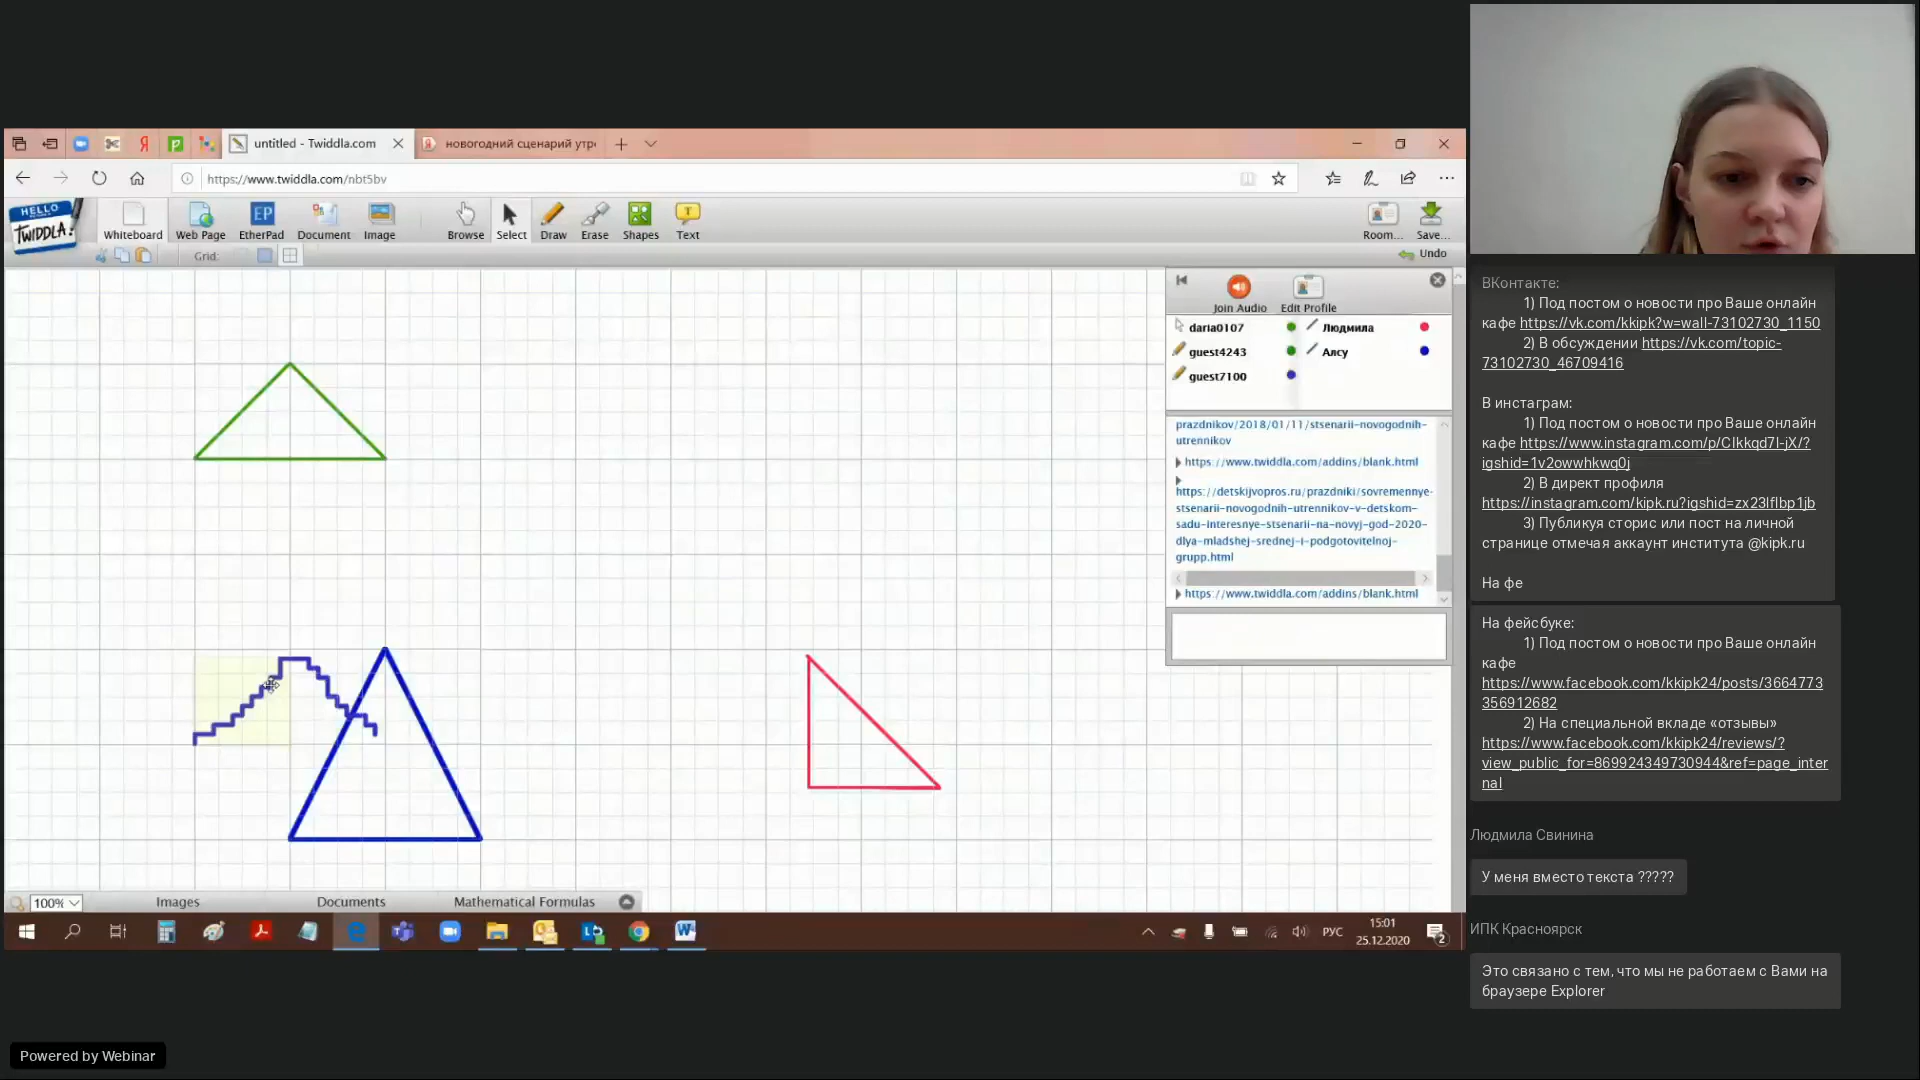 untitled - Twiddla.com
новогодний сценарий утре
https://www.twiddla.com/nbt5bv
HELLO
TWIDDLA!
Whiteboard
Web Page
EtherPad
Document
Image
Browse
Select
Draw
Erase
Shapes
Text
Room...
Save...
Grid:
Undo
Join Audio
Edit Profile
daria0107
Людмила
guest4243
Алсу
guest7100
prazdnikov/2018/01/11/stsenarii-novogodnih-
utrennikov
https://www.twiddla.com/addins/blank.html
https://detskijvopros.ru/prazdniki/sovremennye-
stsenarii-novogodnih-utrennikov-v-detskom-
sadu-interesnye-stsenarii-na-novyj-god-2020-
dlya-mladshej-srednej-i-podgotovitelnoj-
grupp.html
https://www.twiddla.com/addins/blank.html
100%
Images
Documents
Mathematical Formulas
РУС
15:01
25.12.2020
2
ВКонтакте:
1) Под постом о новости про Ваше онлайн
кафе https://vk.com/kkipk?w=wall-73102730_1150
2) В обсуждении https://vk.com/topic-
73102730_46709416
В инстаграм:
1) Под постом о новости про Ваше онлайн
кафе https://www.instagram.com/p/CIkkqd7l-jX/?
igshid=1v2owwhkwq0j
2) В директ профиля
https://instagram.com/kipk.ru?igshid=zx23lflbp1jb
3) Публикуя сторис или пост на личной
странице отмечая аккаунт института @kipk.ru
На фе
На фейсбуке:
1) Под постом о новости про Ваше онлайн
кафе
https://www.facebook.com/kkipk24/posts/3664773
356912682
2) На специальной вкладе «отзывы»
https://www.facebook.com/kkipk24/reviews/?
view_public_for=869924349730944&ref=page_inter
nal
Людмила Свинина
У меня вместо текста ?????
ИПК Красноярск
Это связано с тем, что мы не работаем с Вами на
браузере Explorer
Powered by Webinar